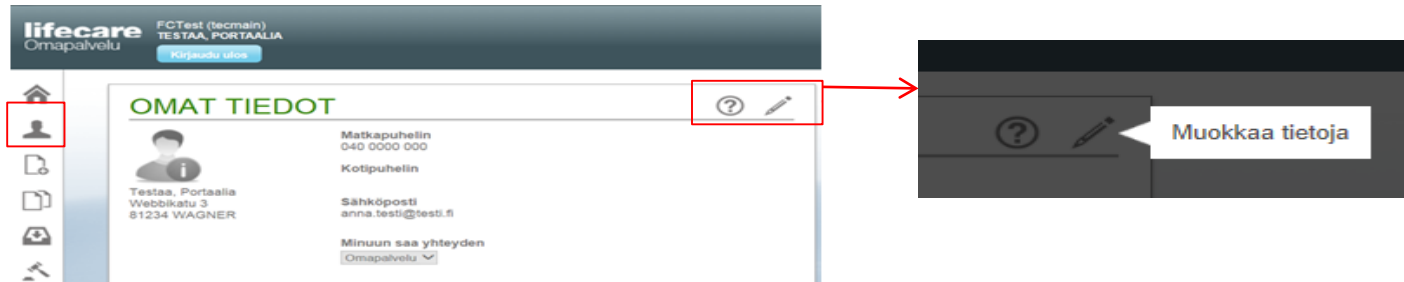 lifecare
Omapalvelu
FCTest (tecmain)
TESTAA, PORTAALIA
Kirjaudu ulos
OMAT TIEDOT
?
i
Testaa, Portaalia
Webbikatu 3
81234 WAGNER
Matkapuhelin
040 0000 000
Kotipuhelin
Sähköposti
anna.testi@testi.fi
Minuun saa yhteyden
Omapalvelu
?
Muokkaa tietoja